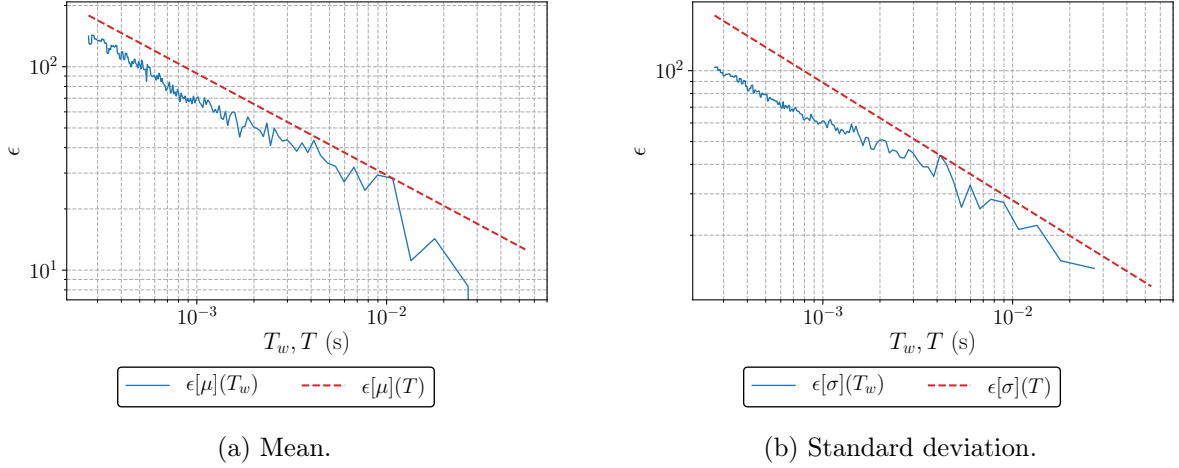 10²
10¹
ϵ
10⁻³
10⁻²
T_w, T (s)
ϵ[μ](T_w)
ϵ[μ](T)
(a) Mean.
10²
ϵ
10⁻³
10⁻²
T_w, T (s)
ϵ[σ](T_w)
ϵ[σ](T)
(b) Standard deviation.